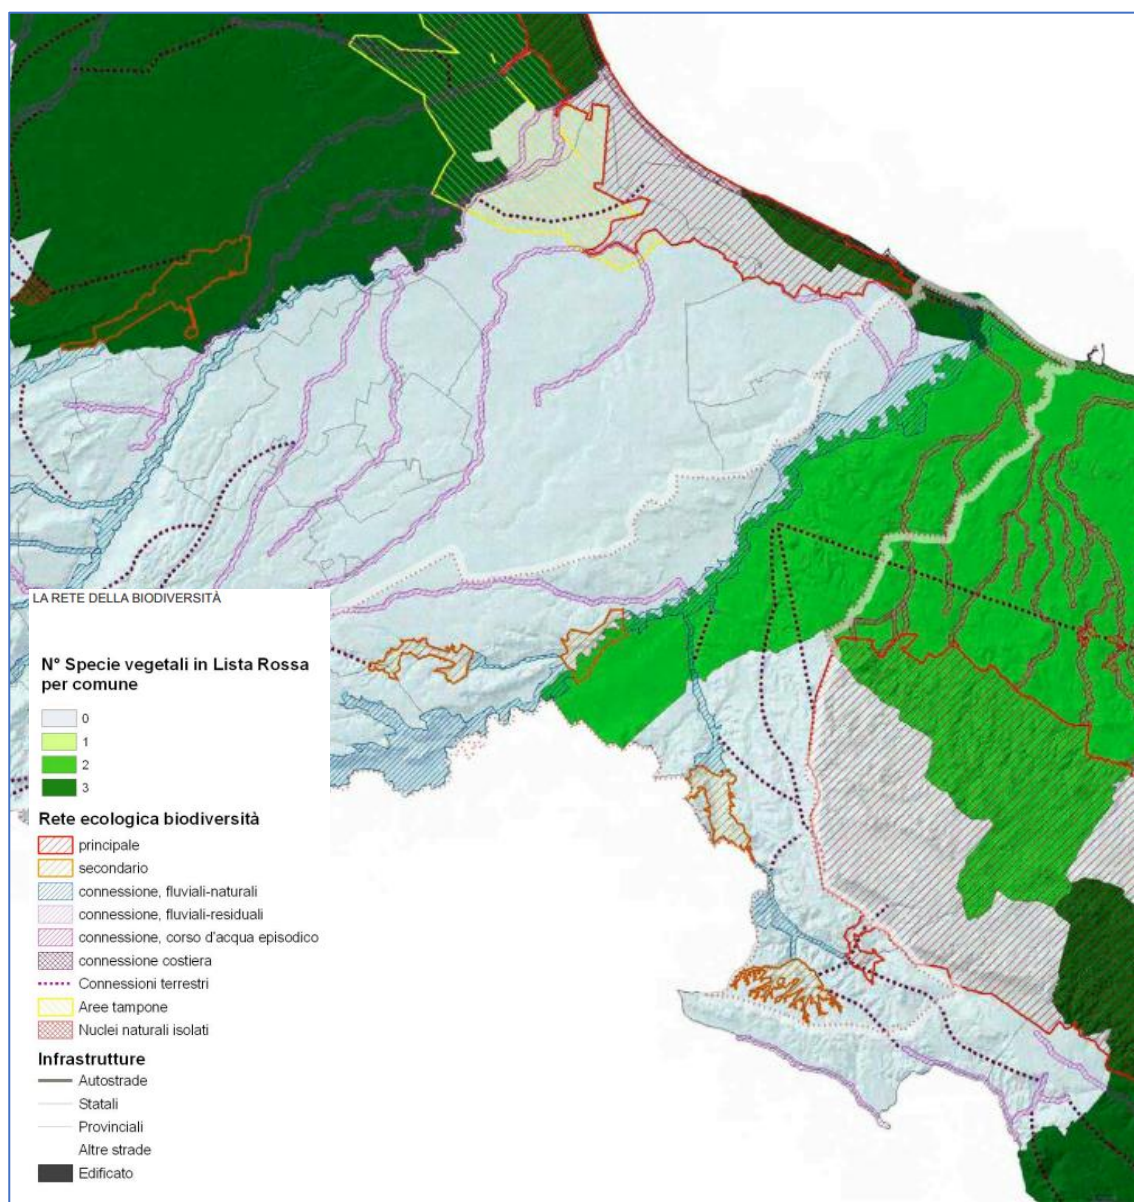 LA RETE DELLA BIODIVERSITÀ
N° Specie vegetali in Lista Rossa
per comune
0
1
2
3
Rete ecologica biodiversità
principale
secondario
connessione, fluviali-naturali
connessione, fluviali-residuali
connessione, corso d'acqua episodico
connessione costiera
Connessioni terrestri
Aree tampone
Nuclei naturali isolati
Infrastrutture
Autostrade
Statali
Provinciali
Altre strade
Edificato